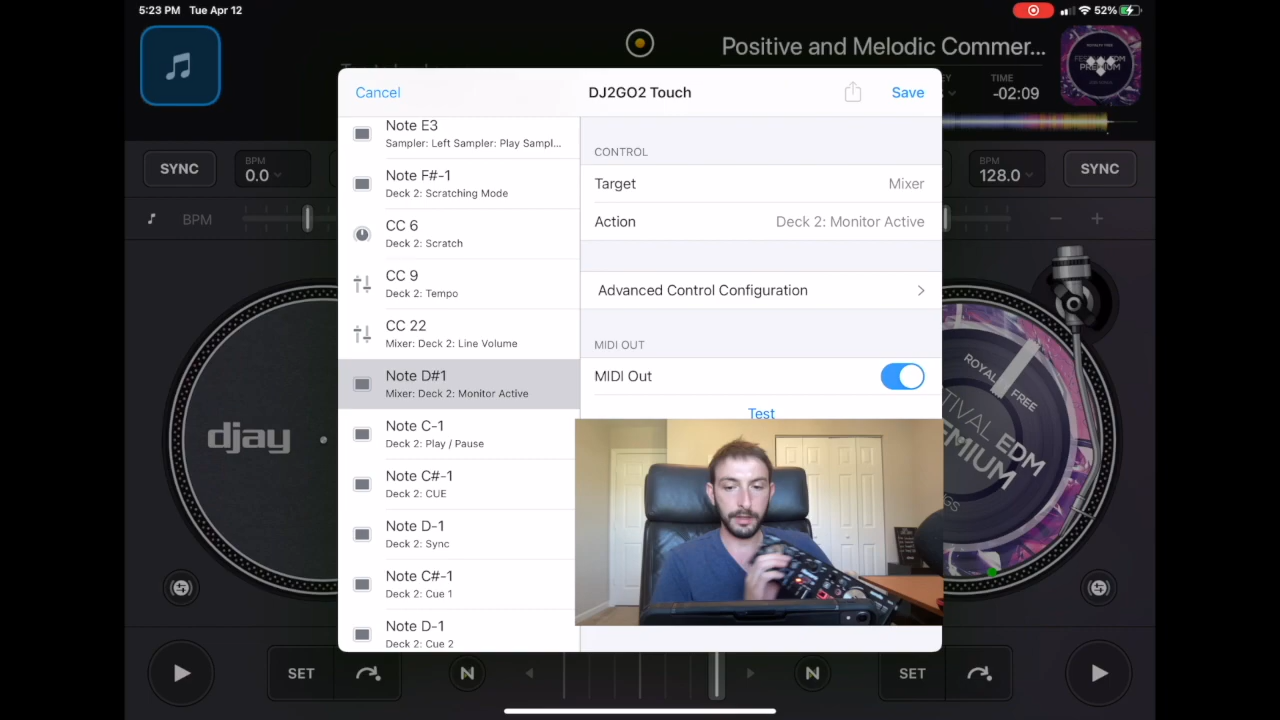 5:23 PM Tue Apr 12
52%
Positive and Melodic Commer...
TIME
-02:09
Cancel
DJ2GO2 Touch
Save
Note E3
Sampler: Left Sampler: Play Sampl...
Note F#-1
Deck 2: Scratching Mode
CC 6
Deck 2: Scratch
CC 9
Deck 2: Tempo
CC 22
Mixer: Deck 2: Line Volume
Note D#1
Mixer: Deck 2: Monitor Active
Note C-1
Deck 2: Play / Pause
Note C#-1
Deck 2: CUE
Note D-1
Deck 2: Sync
Note C#-1
Deck 2: Cue 1
Note D-1
Deck 2: Cue 2
CONTROL
Target
Mixer
Action
Deck 2: Monitor Active
Advanced Control Configuration
MIDI OUT
MIDI Out
Test
SYNC
BPM
0.0
BPM
128.0
SYNC
BPM
djay
ROYAL
FREE
FESTIVAL EDM
PREMIUM
SET
N
N
SET